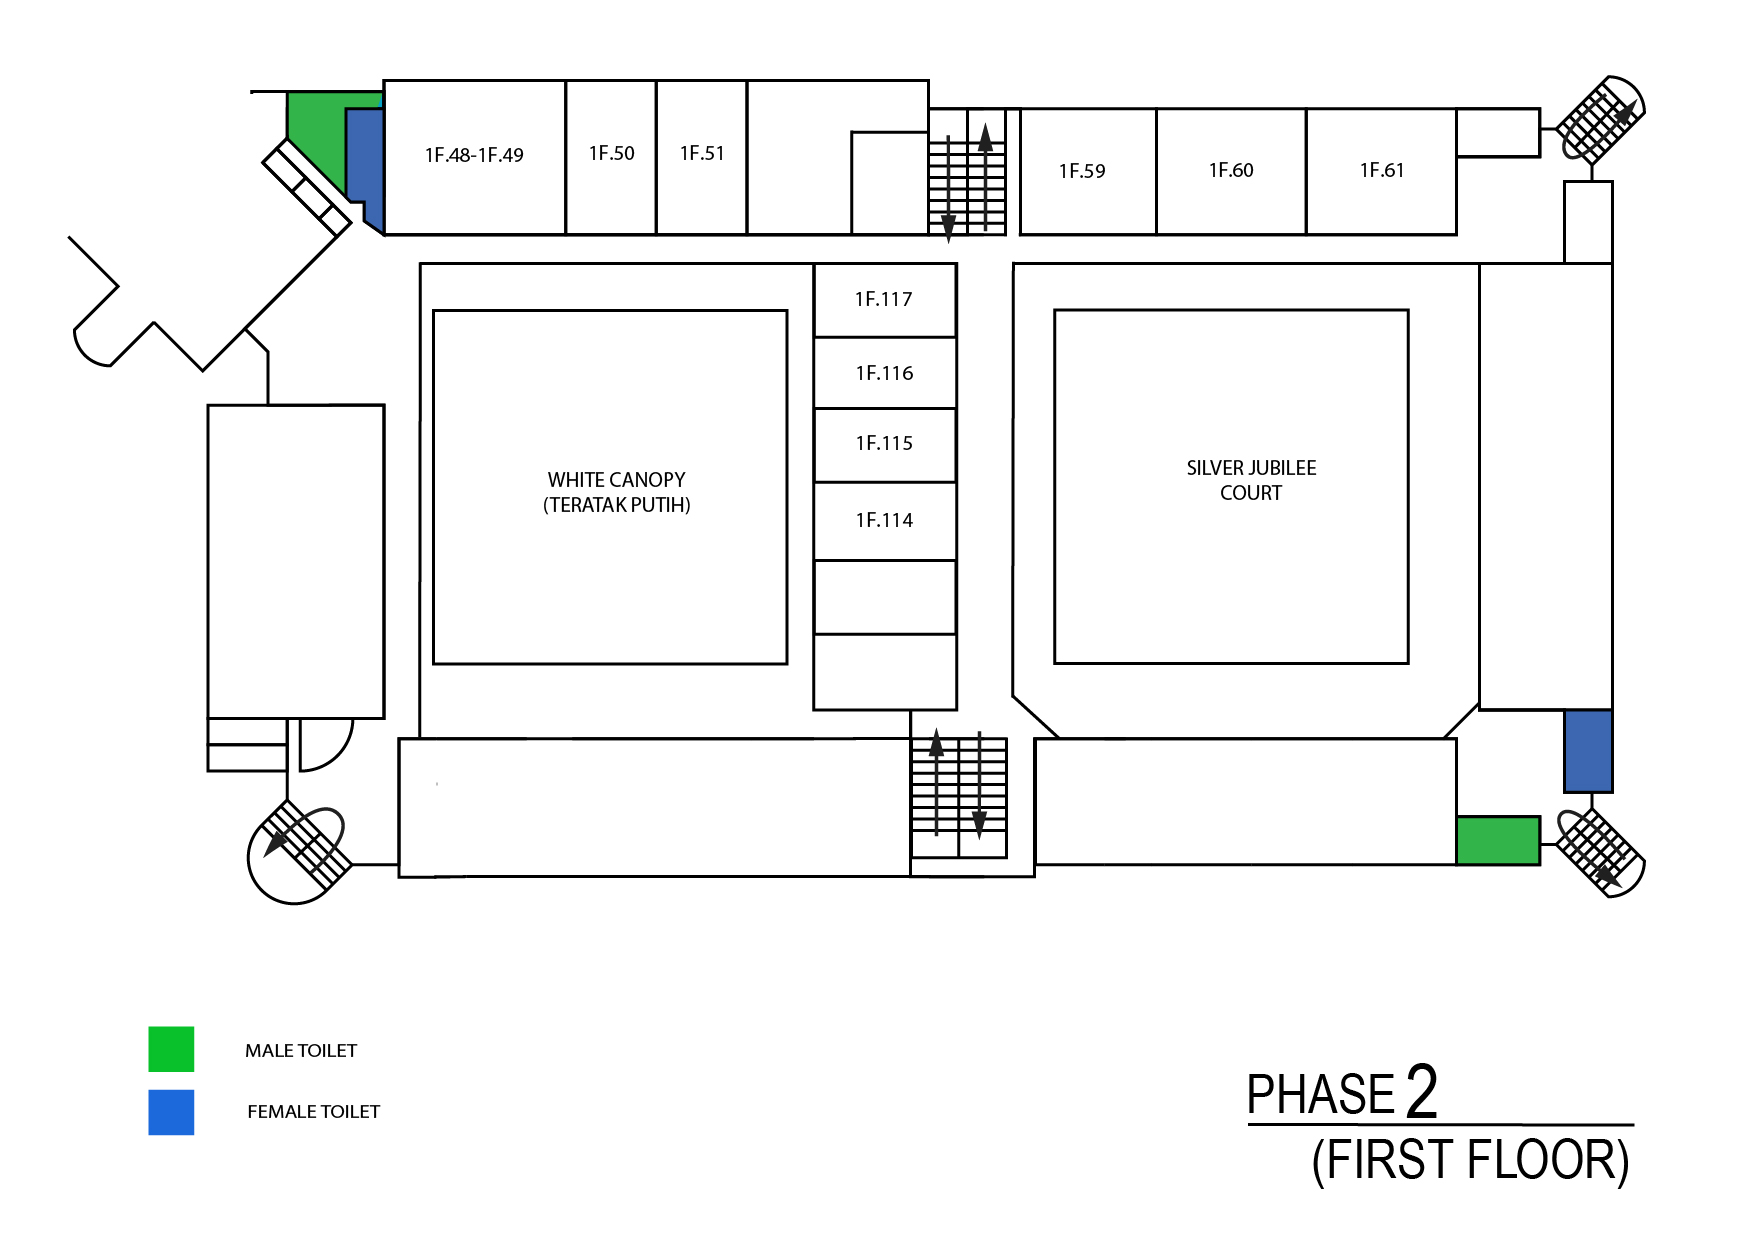 1F.48-1F.49
1F.50
1F.51
1F.59
1F.60
1F.61
1F.117
1F.116
1F.115
1F.114
WHITE CANOPY
(TERATAK PUTIH)
SILVER JUBILEE
COURT
MALE TOILET
FEMALE TOILET
PHASE 2
(FIRST FLOOR)